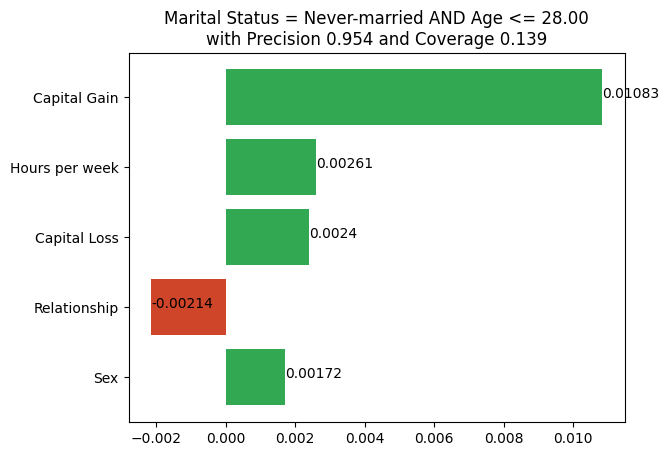 Marital Status = Never-married AND Age <= 28.00
with Precision 0.954 and Coverage 0.139
Capital Gain
0.01083
Hours per week
0.00261
Capital Loss
0.0024
Relationship
-0.00214
Sex
0.00172
−0.002 0.000 0.002 0.004 0.006 0.008 0.010